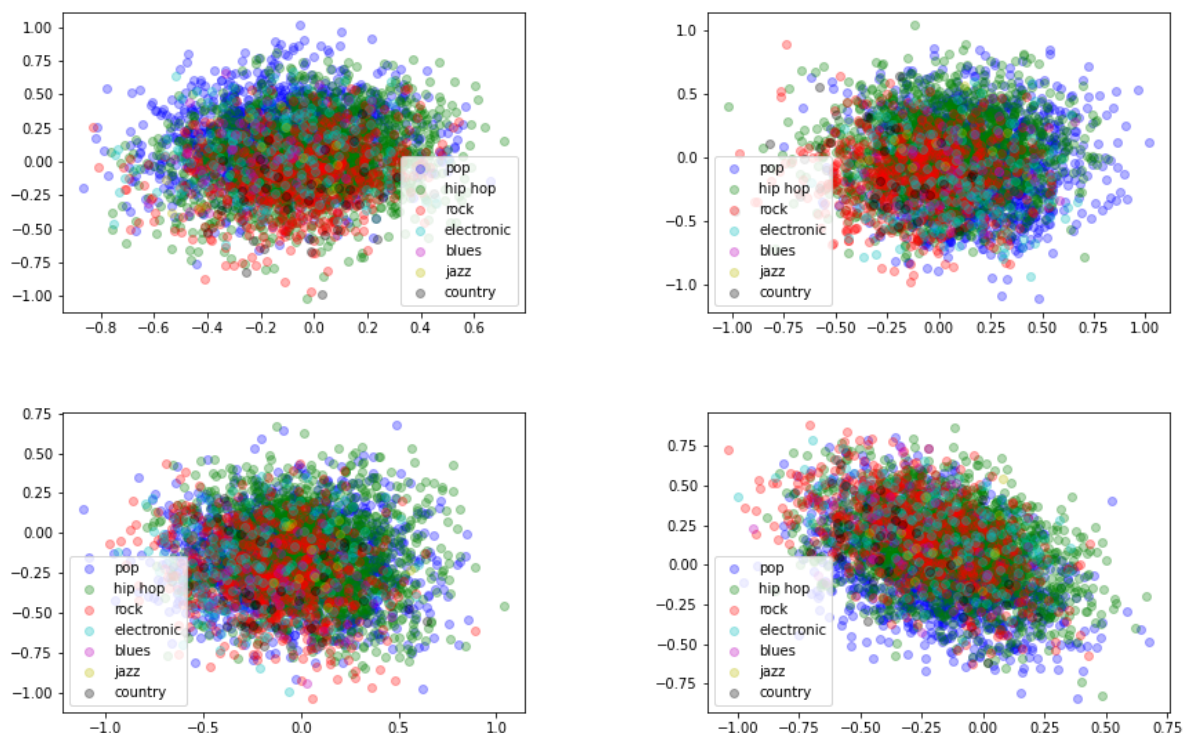 1.00
0.75
0.50
0.25
0.00
−0.25
−0.50
−0.75
−1.00
−0.8 −0.6 −0.4 −0.2 0.0 0.2 0.4 0.6
pop
hip hop
rock
electronic
blues
jazz
country
1.0
0.5
0.0
−0.5
−1.0
−1.00 −0.75 −0.50 −0.25 0.00 0.25 0.50 0.75 1.00
pop
hip hop
rock
electronic
blues
jazz
country
0.75
0.50
0.25
0.00
−0.25
−0.50
−0.75
−1.00
−1.0 −0.5 0.0 0.5 1.0
pop
hip hop
rock
electronic
blues
jazz
country
0.75
0.50
0.25
0.00
−0.25
−0.50
−0.75
−1.00 −0.75 −0.50 −0.25 0.00 0.25 0.50 0.75
pop
hip hop
rock
electronic
blues
jazz
country